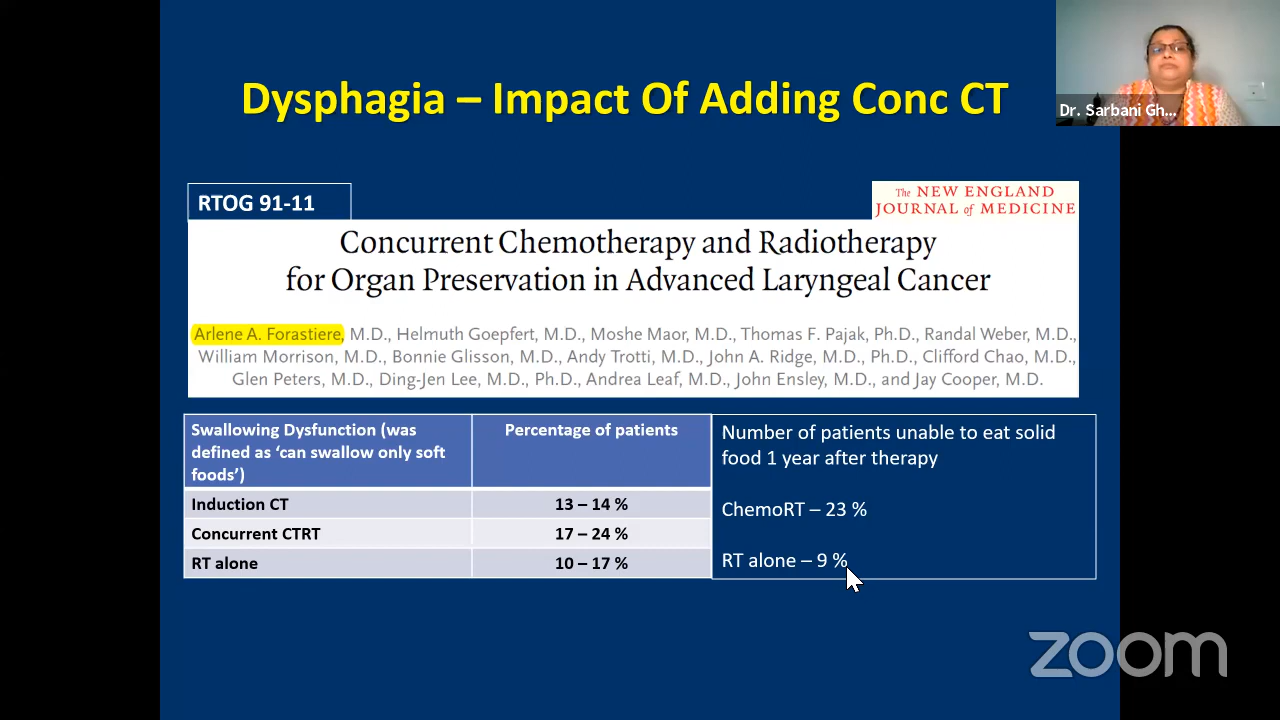 Dysphagia – Impact Of Adding Conc CT
Dr. Sarbani Gh...
RTOG 91-11
The NEW ENGLAND
JOURNAL of MEDICINE
Concurrent Chemotherapy and Radiotherapy
for Organ Preservation in Advanced Laryngeal Cancer
Arlene A. Forastiere, M.D., Helmuth Goepfert, M.D., Moshe Maor, M.D., Thomas F. Pajak, Ph.D., Randal Weber, M.D.,
William Morrison, M.D., Bonnie Glisson, M.D., Andy Trotti, M.D., John A. Ridge, M.D., Ph.D., Clifford Chao, M.D.,
Glen Peters, M.D., Ding-Jen Lee, M.D., Ph.D., Andrea Leaf, M.D., John Ensley, M.D., and Jay Cooper, M.D.
Swallowing Dysfunction (was
defined as ‘can swallow only soft
foods’)
Percentage of patients
Induction CT
13 – 14 %
Concurrent CTRT
17 – 24 %
RT alone
10 – 17 %
Number of patients unable to eat solid
food 1 year after therapy
ChemoRT – 23 %
RT alone – 9 %
zoom